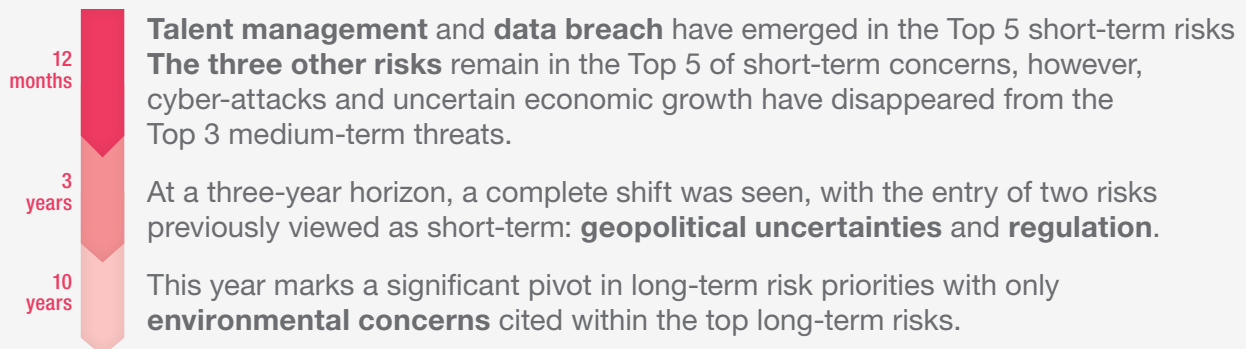 12
months
Talent management and data breach have emerged in the Top 5 short-term risks
The three other risks remain in the Top 5 of short-term concerns, however,
cyber-attacks and uncertain economic growth have disappeared from the
Top 3 medium-term threats.
3
years
At a three-year horizon, a complete shift was seen, with the entry of two risks
previously viewed as short-term: geopolitical uncertainties and regulation.
10
years
This year marks a significant pivot in long-term risk priorities with only
environmental concerns cited within the top long-term risks.